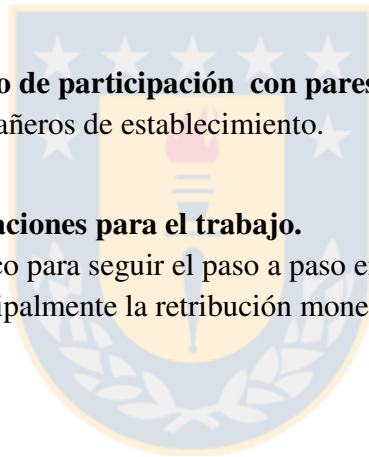 o de participación con pares
añeros de establecimiento.
aciones para el trabajo.
co para seguir el paso a paso e
ipalmente la retribución mone